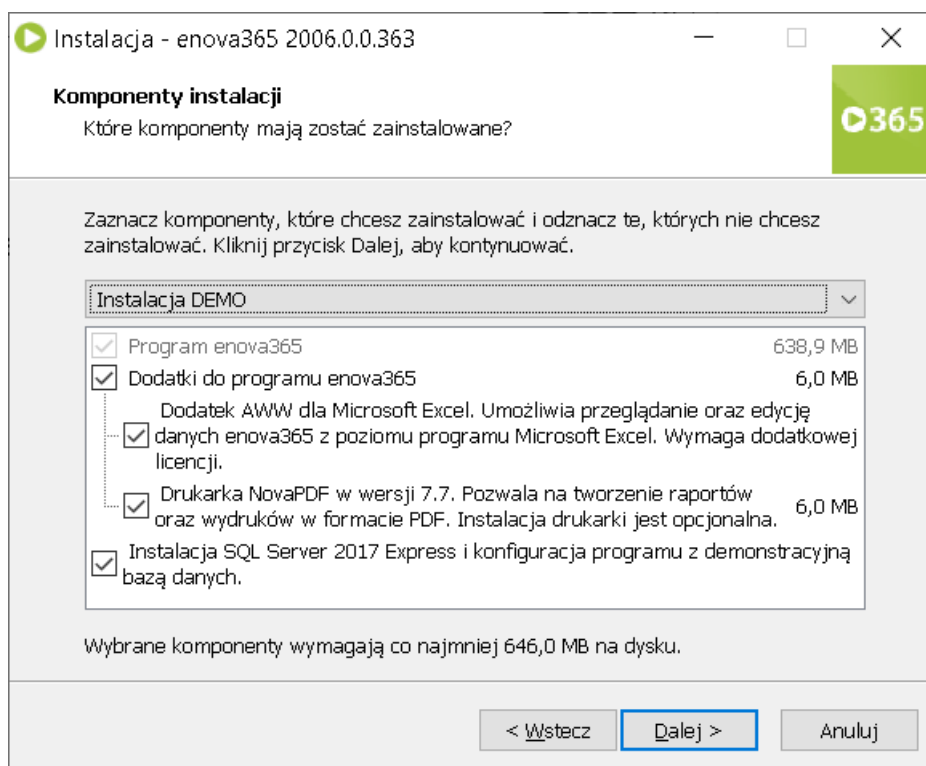 Instalacja - enova365 2006.0.0.363
Komponenty instalacji
Które komponenty mają zostać zainstalowane?
365
Zaznacz komponenty, które chcesz zainstalować i odznacz te, których nie chcesz
zainstalować. Kliknij przycisk Dalej, aby kontynuować.
Instalacja DEMO
Program enova365 638,9 MB
Dodatki do programu enova365 6,0 MB
Dodatek AWW dla Microsoft Excel. Umożliwia przeglądanie oraz edycję
danych enova365 z poziomu programu Microsoft Excel. Wymaga dodatkowej
licencji.
Drukarka NovaPDF w wersji 7.7. Pozwala na tworzenie raportów
oraz wydruków w formacie PDF. Instalacja drukarki jest opcjonalna. 6,0 MB
Instalacja SQL Server 2017 Express i konfiguracja programu z demonstracyjną
bazą danych.
Wybrane komponenty wymagają co najmniej 646,0 MB na dysku.
< Wstecz Dalej > Anuluj